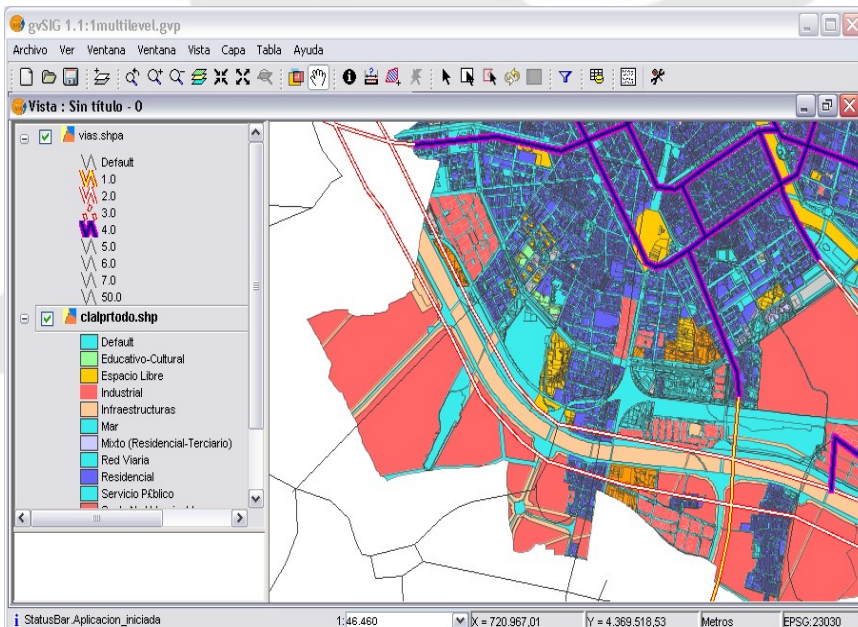 gvSIG 1.1:1multilevel.gvp
Archivo Ver Ventana Ventana Vista Capa Tabla Ayuda
Vista : Sin título - 0
vias.shpa
Default
1.0
2.0
3.0
4.0
5.0
6.0
7.0
50.0
clalprtodo.shp
Default
Educativo-Cultural
Espacio Libre
Industrial
Infraestructuras
Mar
Mixto (Residencial-Terciario)
Red Viaria
Residencial
Servicio P£blico
StatusBar.Aplicacion_iniciada 1:46.460 X = 720.967,01 Y = 4.369.518,53 Metros EPSG:23030